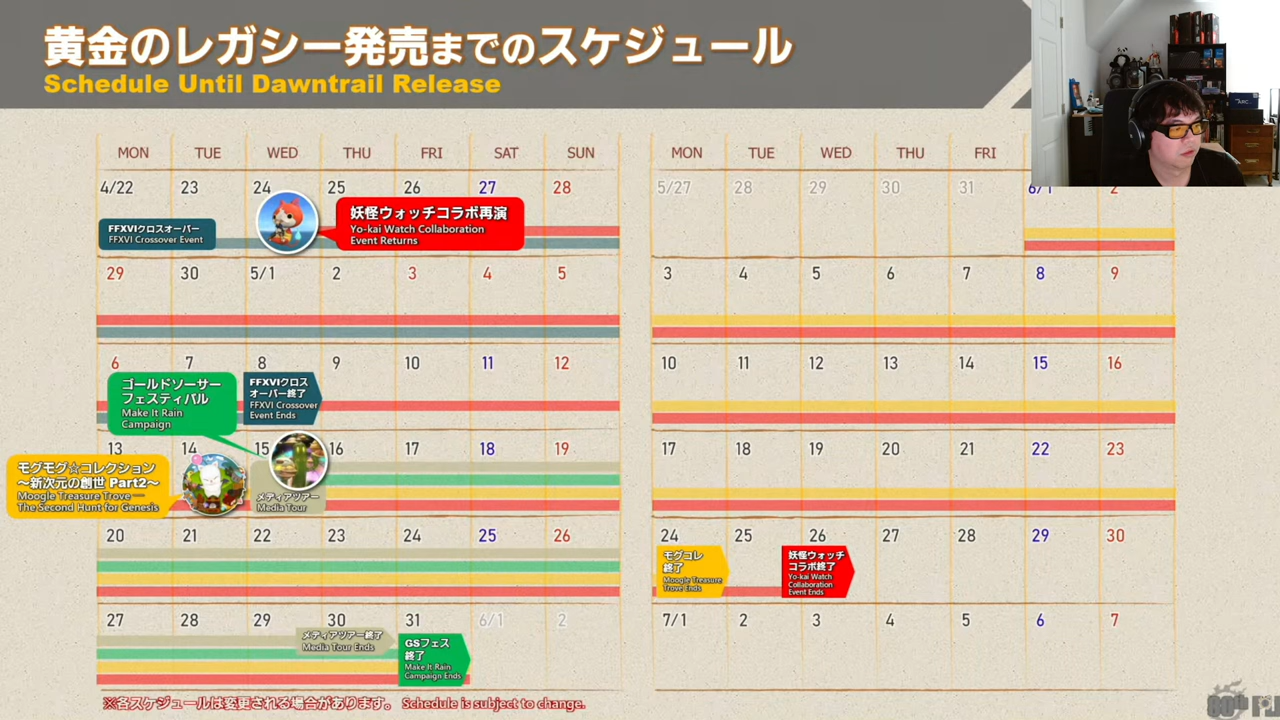 黄金のレガシー発売までのスケジュール
Schedule Until Dawntrail Release
MON TUE WED THU FRI SAT SUN
4/22 23 24 25 26 27 28
FFXVIクロスオーバー
FFXVI Crossover Event
妖怪ウォッチコラボ再演
Yo-kai Watch Collaboration
Event Returns
29 30 5/1 2 3 4 5
6 7 8 9 10 11 12
ゴールドソーサー
フェスティバル
Make It Rain
Campaign
FFXVIクロス
オーバー終了
FFXVI Crossover
Event Ends
13 14 15 16 17 18 19
モグモグ☆コレクション
～新次元の創世 Part2～
Moogle Treasure Trove
The Second Hunt for Genesis
メディアツアー
Media Tour
20 21 22 23 24 25 26
27 28 29 30 31 6/1 2
メディアツアー終了
Media Tour Ends
GSフェス
終了
Make It Rain
Campaign Ends
MON TUE WED THU FRI
5/27 28 29 30 31 6/1 2
3 4 5 6 7 8 9
10 11 12 13 14 15 16
17 18 19 20 21 22 23
24 25 26 27 28 29 30
モグコレ
終了
Moogle Treasure
Trove Ends
妖怪ウォッチ
コラボ終了
Yo-kai Watch
Collaboration
Event Ends
7/1 2 3 4 5 6 7
※各スケジュールは変更される場合があります。 Schedule is subject to change.
80th